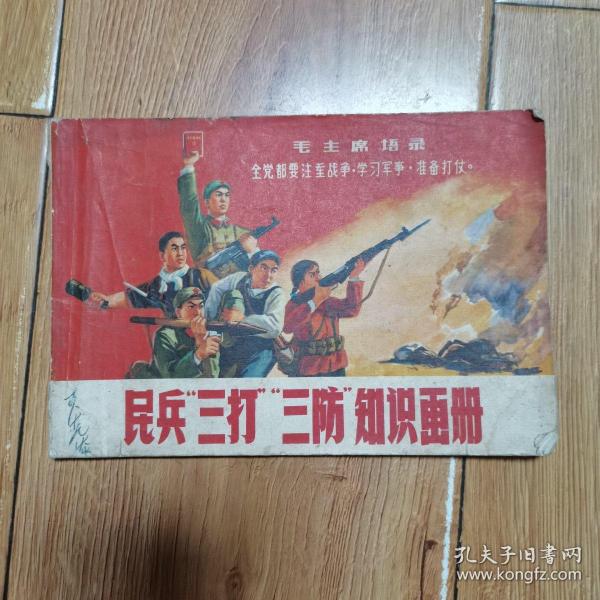 毛主席语录
全党都要注重战争·学习军事·准备打仗。
民兵“三打”“三防”知识画册
孔夫子旧书网
www.kongfz.com